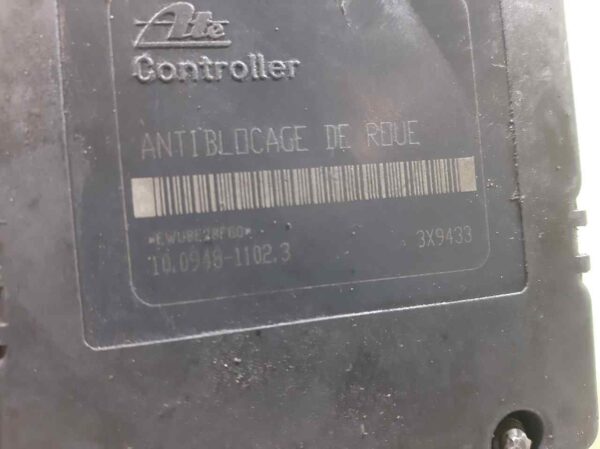 Ate
Controller
ANTIBLOCAGE DE ROUE
10.0948-1102.3 3X9433